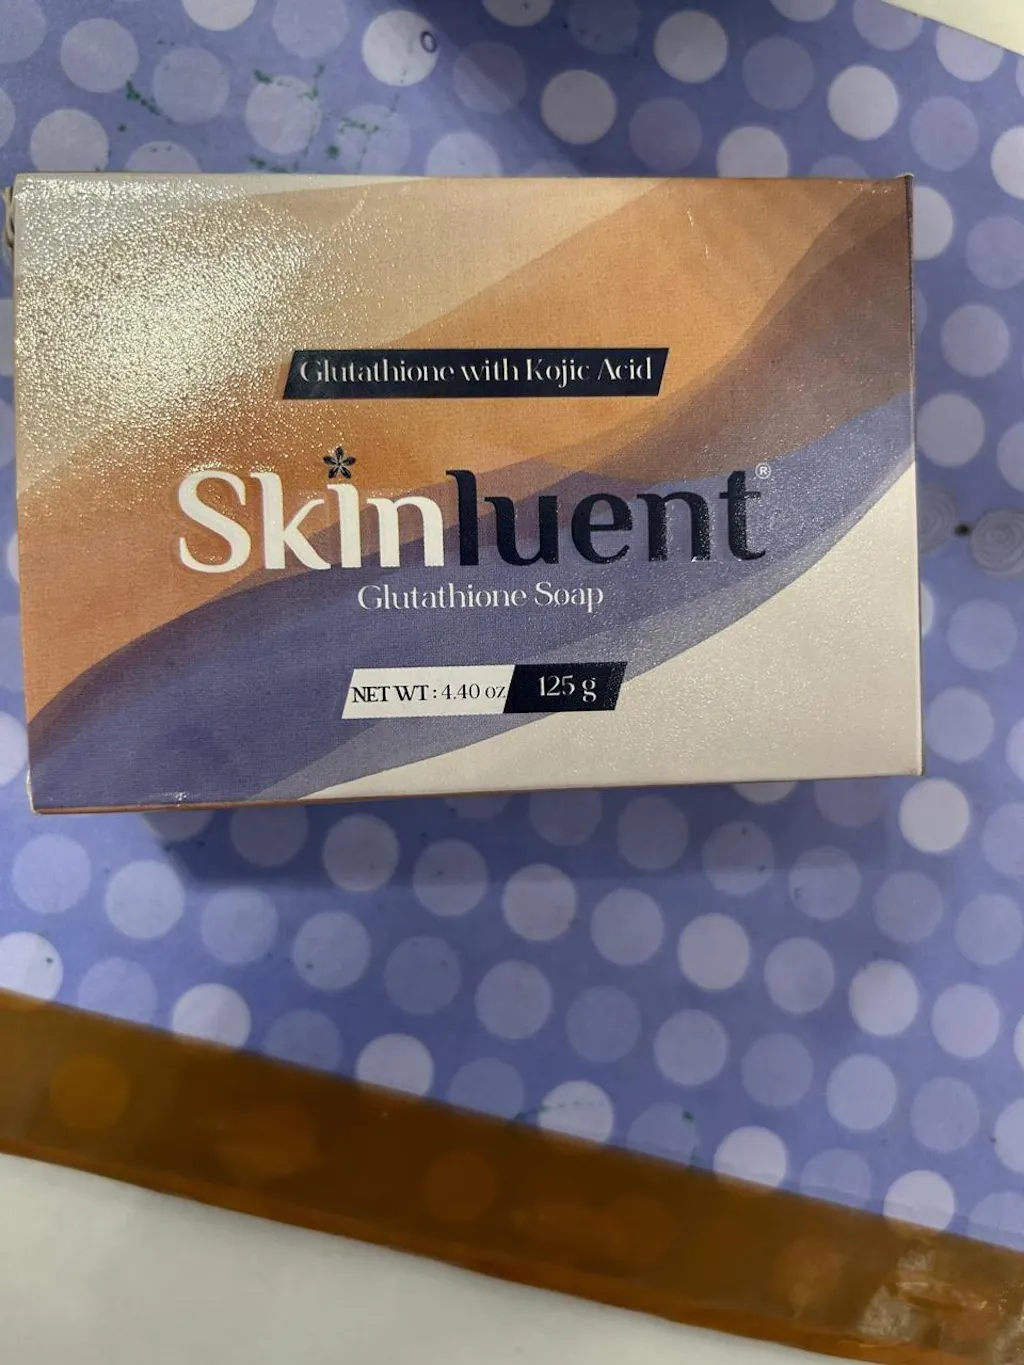 Glutathione with Kojic Acid
Skinluent®
Glutathione Soap
NET WT : 4.40 oz 125 g